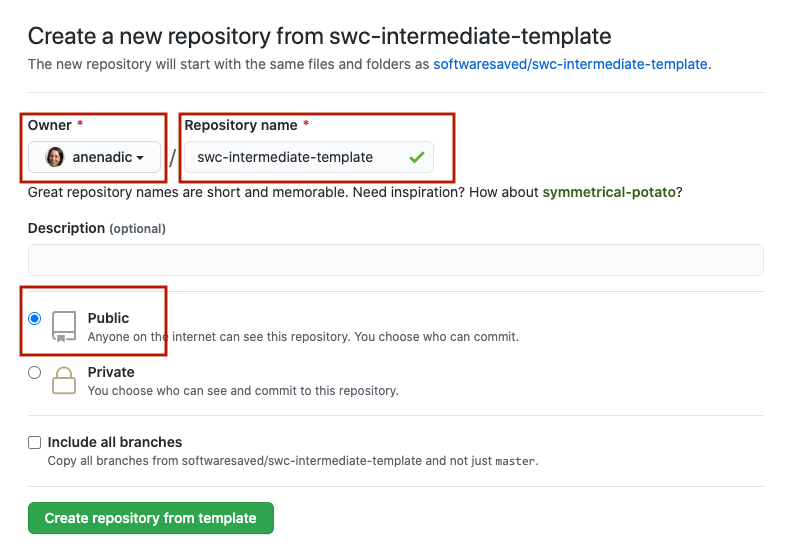 Create a new repository from swc-intermediate-template
The new repository will start with the same files and folders as softwaresaved/swc-intermediate-template.
Owner * Repository name *
anenadic / swc-intermediate-template
Great repository names are short and memorable. Need inspiration? How about symmetrical-potato?
Description (optional)
Public
Anyone on the internet can see this repository. You choose who can commit.
Private
You choose who can see and commit to this repository.
Include all branches
Copy all branches from softwaresaved/swc-intermediate-template and not just master.
Create repository from template